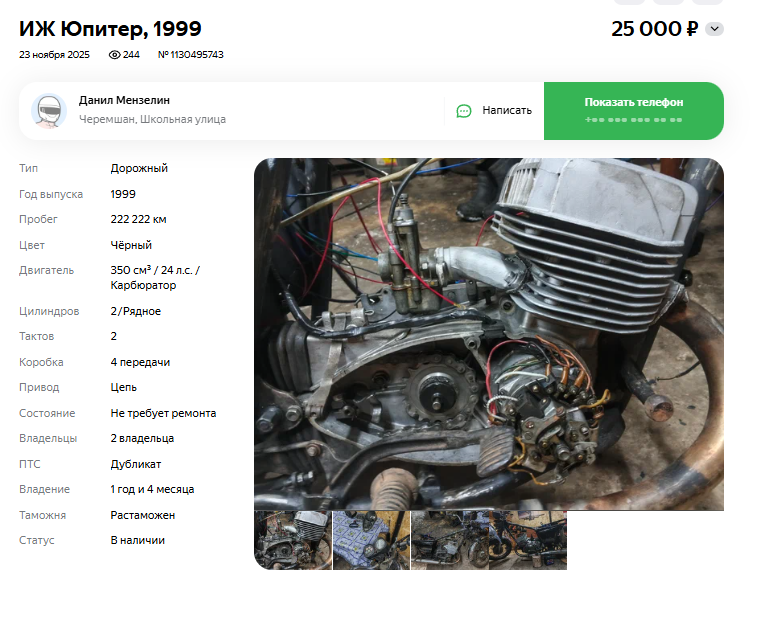 ИЖ Юпитер, 1999
25 000 ₽
23 ноября 2025 244 № 1130495743
Данил Мензелин
Черемшан, Школьная улица
Написать
Показать телефон
+•• ••• ••• •• ••
Тип Дорожный
Год выпуска 1999
Пробег 222 222 км
Цвет Чёрный
Двигатель 350 см³ / 24 л.с. /
Карбюратор
Цилиндров 2/Рядное
Тактов 2
Коробка 4 передачи
Привод Цепь
Состояние Не требует ремонта
Владельцы 2 владельца
ПТС Дубликат
Владение 1 год и 4 месяца
Таможня Растаможен
Статус В наличии